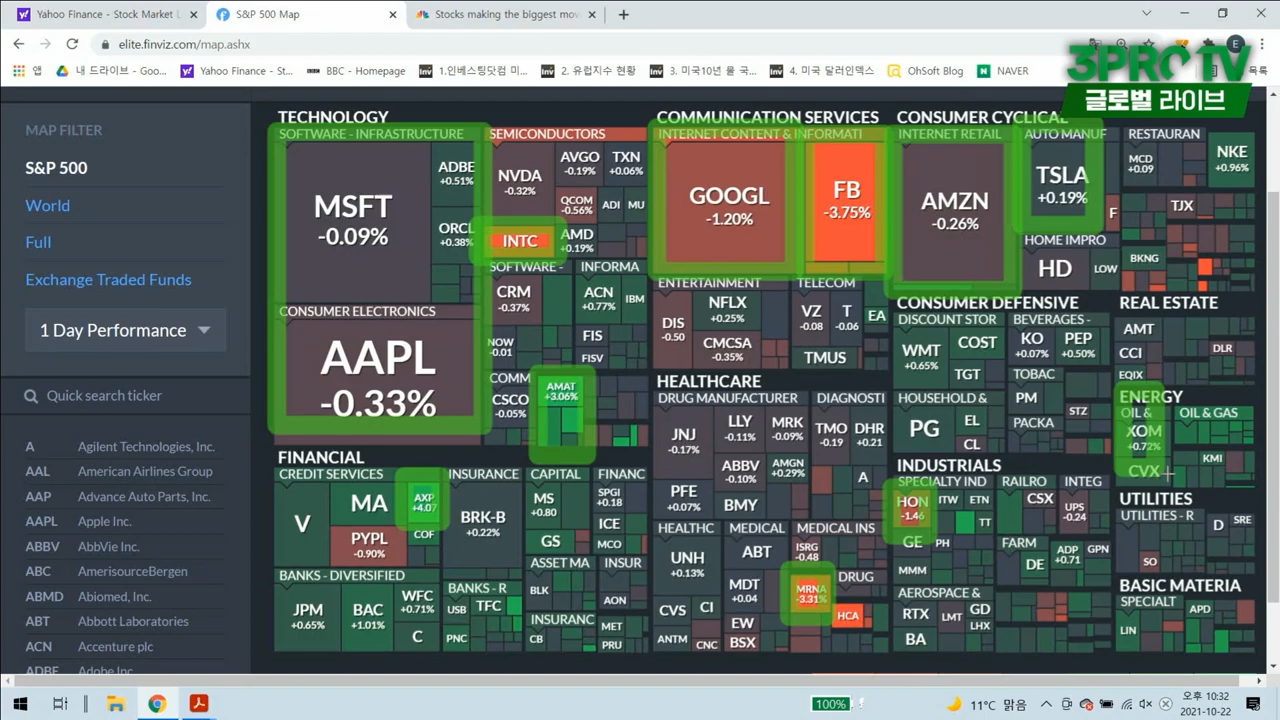 Yahoo Finance - Stock Market L
S&P 500 Map
Stocks making the biggest mov
elite.finviz.com/map.ashx
E
앱
내 드라이브 - Goo...
Yahoo Finance - St...
BBC - Homepage
1.인베스팅닷컴 미...
2. 유럽지수 현황
3. 미국10년 물 국...
4. 미국 달러인덱스
OhSoft Blog
NAVER
목록
3PRO TV
글로벌 라이브
MAP FILTER
S&P 500
World
Full
Exchange Traded Funds
1 Day Performance
Quick search ticker
A Agilent Technologies, Inc.
AAL American Airlines Group
AAP Advance Auto Parts, Inc.
AAPL Apple Inc.
ABBV AbbVie Inc.
ABC AmerisourceBergen
ABMD Abiomed, Inc.
ABT Abbott Laboratories
ACN Accenture plc
ADBE Adobe Inc.
TECHNOLOGY
SOFTWARE - INFRASTRUCTURE
MSFT
-0.09%
ADBE
+0.51%
ORCL
+0.38%
CONSUMER ELECTRONICS
AAPL
-0.33%
SEMICONDUCTORS
NVDA
-0.32%
AVGO
-0.19%
TXN
+0.06%
QCOM
-0.56%
ADI
MU
INTC
AMD
+0.19%
SOFTWARE -
CRM
-0.37%
NOW
-0.01
INFORMA
ACN
+0.77%
IBM
FIS
FISV
COMM
CSCO
-0.05%
AMAT
+3.06%
COMMUNICATION SERVICES
INTERNET CONTENT & INFORMATI
GOOGL
-1.20%
FB
-3.75%
ENTERTAINMENT
DIS
-0.50
NFLX
+0.25%
CMCSA
-0.35%
TELECOM
VZ
-0.08
T
-0.06
EA
TMUS
CONSUMER CYCLICAL
INTERNET RETAIL
AMZN
-0.26%
AUTO MANUF
TSLA
+0.19%
F
HOME IMPRO
HD
LOW
RESTAURAN
MCD
+0.09
NKE
+0.96%
TJX
BKNG
CONSUMER DEFENSIVE
DISCOUNT STOR
WMT
+0.65%
COST
TGT
BEVERAGES -
KO
+0.07%
PEP
+0.50%
TOBAC
PM
STZ
HOUSEHOLD &
PG
EL
CL
PACKA
REAL ESTATE
AMT
CCI
EQIX
DLR
ENERGY
OIL &
XOM
+0.72%
CVX
OIL & GAS
KMI
FINANCIAL
CREDIT SERVICES
V
MA
AXP
+4.07
PYPL
-0.90%
COF
INSURANCE
BRK-B
+0.22%
CAPITAL
MS
+0.80
GS
FINANC
SPGI
+0.18
ICE
MCO
BANKS - DIVERSIFIED
JPM
+0.65%
BAC
+1.01%
WFC
+0.71%
C
BANKS - R
USB
TFC
PNC
ASSET MA
BLK
INSUR
AON
INSURANC
CB
MET
PRU
HEALTHCARE
DRUG MANUFACTURER
JNJ
-0.17%
LLY
-0.11%
MRK
-0.09%
ABBV
-0.10%
AMGN
+0.29%
PFE
+0.07%
BMY
DIAGNOSTI
TMO
-0.19
DHR
+0.21
A
HEALTHC
UNH
+0.13%
CVS
CI
ANTM
CNC
MEDICAL
ABT
MDT
+0.04
EW
BSX
MEDICAL INS
ISRG
-0.48
MRNA
-3.31%
DRUG
HCA
INDUSTRIALS
SPECIALTY IND
HON
-1.46
ITW
ETN
TT
GE
PH
MMM
RAILRO
CSX
INTEG
UPS
-0.24
FARM
DE
ADP
+0.71
GPN
AEROSPACE &
RTX
LMT
GD
LHX
BA
UTILITIES
UTILITIES - R
D
SRE
SO
BASIC MATERIA
SPECIALT
LIN
APD
100%
11°C 맑음
오후 10:32
2021-10-22